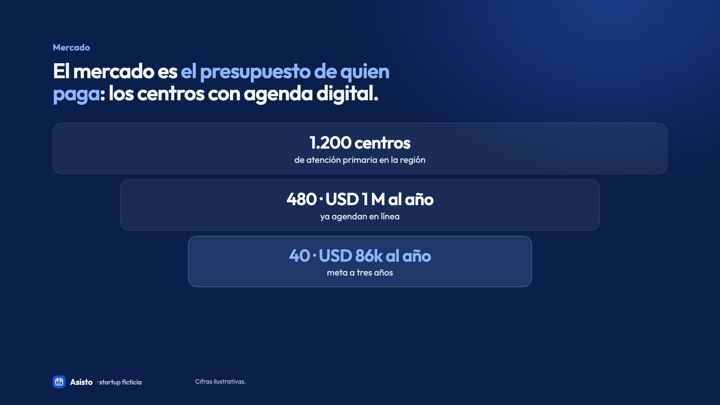 Mercado
El mercado es el presupuesto de quien
paga: los centros con agenda digital.
1.200 centros
de atención primaria en la región
480 · USD 1 M al año
ya agendan en línea
40 · USD 86k al año
meta a tres años
Asisto · startup ficticia
Cifras ilustrativas.